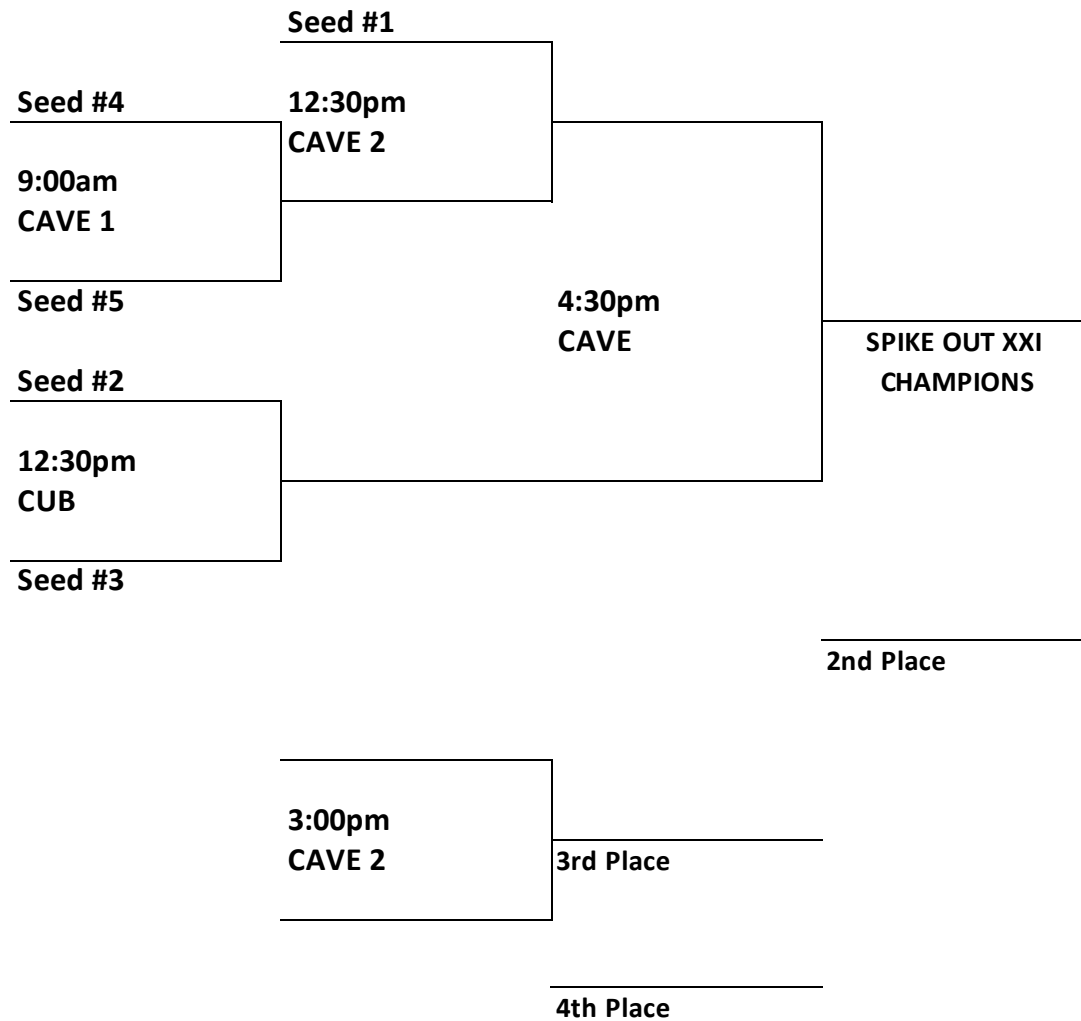 Seed #1
Seed #4
12:30pm
CAVE 2
9:00am
CAVE 1
Seed #5
4:30pm
CAVE
SPIKE OUT XXI
CHAMPIONS
Seed #2
12:30pm
CUB
Seed #3
2nd Place
3:00pm
CAVE 2
3rd Place
4th Place